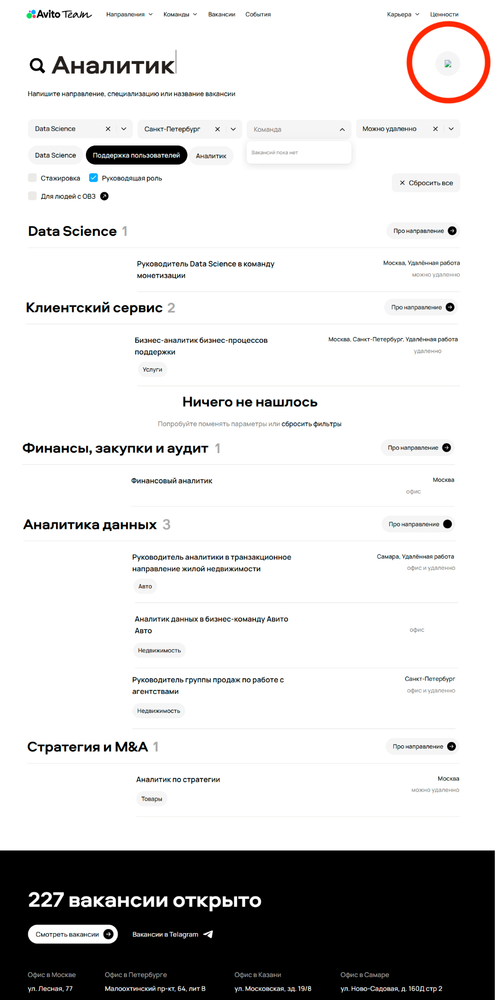 Avito Team Направления Команды Вакансии События Карьера Ценности
Аналитик
Напишите направление, специализацию или название вакансии
Data Science Санкт-Петербург Команда Можно удаленно
Вакансий пока нет
Data Science Поддержка пользователей Аналитик
Стажировка Руководящая роль
Сбросить все
Для людей с ОВЗ
Data Science 1 Про направление
Руководитель Data Science в команду
монетизации
Москва, Удалённая работа
можно удаленно
Клиентский сервис 2 Про направление
Бизнес-аналитик бизнес-процессов
поддержки
Москва, Санкт-Петербург, Удалённая работа
удаленно
Услуги
Ничего не нашлось
Попробуйте поменять параметры или сбросить фильтры
Финансы, закупки и аудит 1 Про направление
Финансовый аналитик
Москва
офис
Аналитика данных 3 Про направление
Руководитель аналитики в транзакционное
направление жилой недвижимости
Самара, Удалённая работа
офис и удаленно
Авто
Аналитик данных в бизнес-команду Авито
Авто
офис
Недвижимость
Руководитель группы продаж по работе с
агентствами
Санкт-Петербург
офис и удаленно
Недвижимость
Стратегия и M&A 1 Про направление
Аналитик по стратегии
Москва
можно удаленно
Товары
227 вакансии открыто
Смотреть вакансии Вакансии в Telagram
Офис в Москве Офис в Петербурге Офис в Казани Офис в Самаре
ул. Лесная, 77 Малоохтинский пр-кт, 64, лит В ул. Московская, зд. 19/8 ул. Ново-Садовая, д. 160Д стр 2